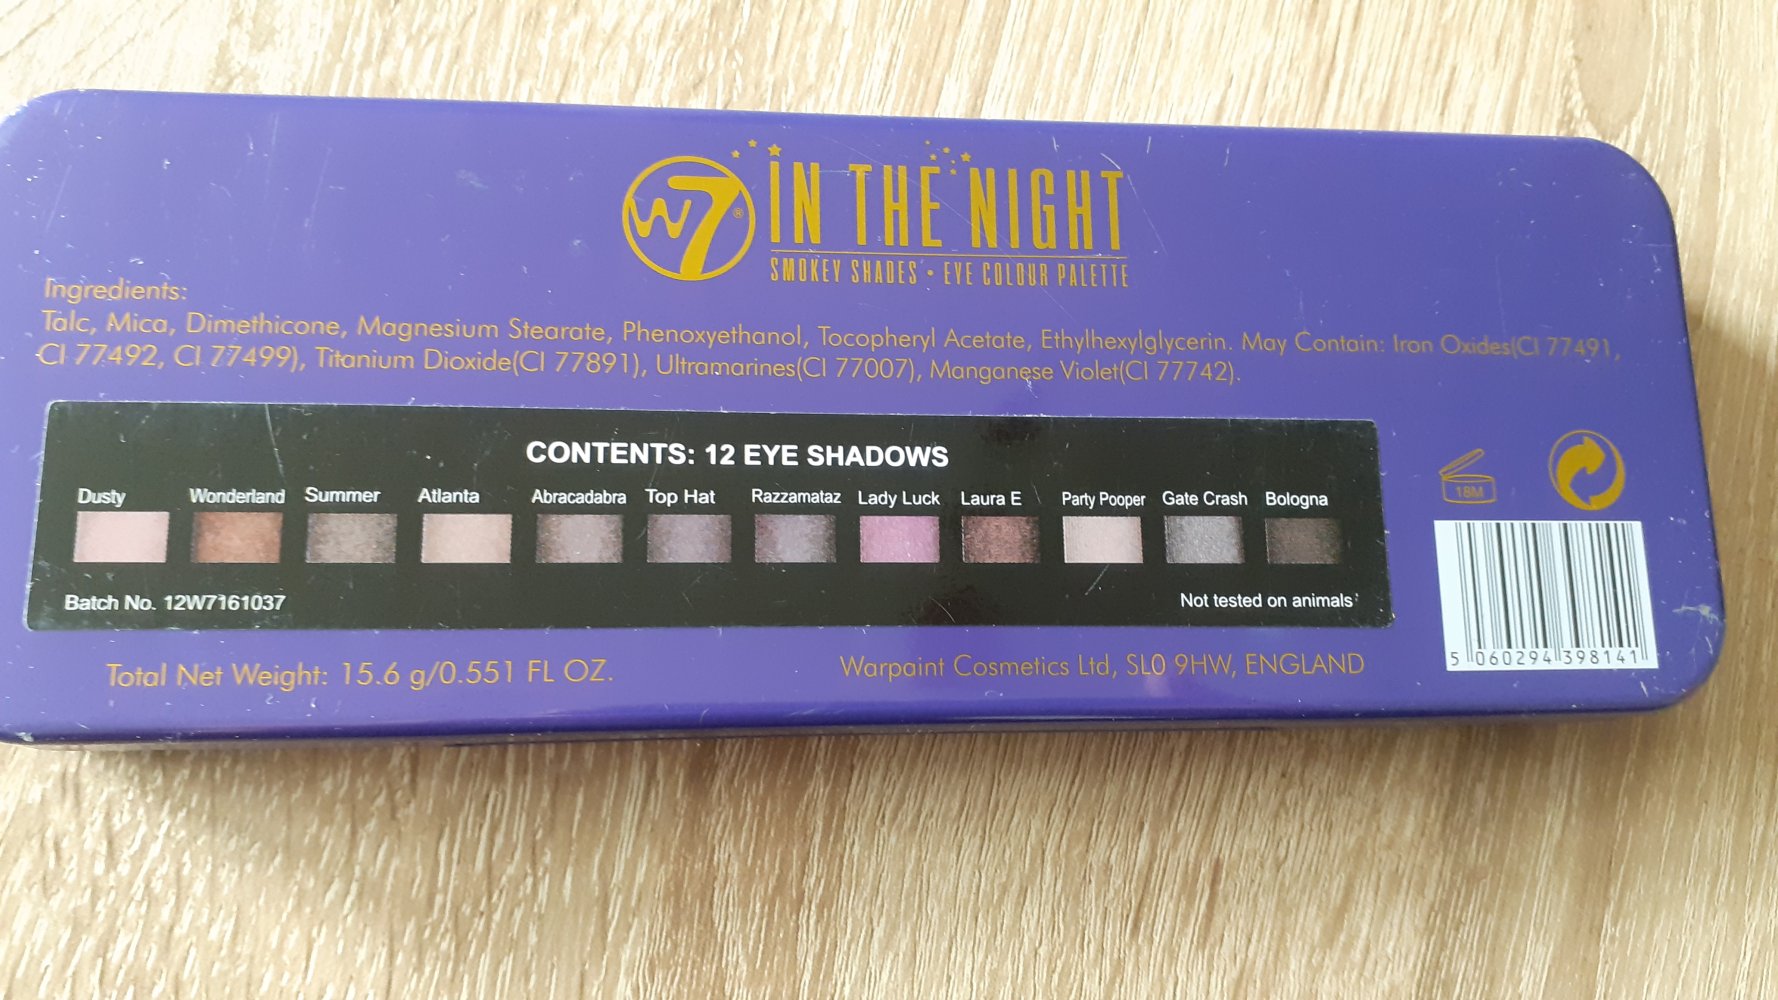 W7® IN THE NIGHT
SMOKEY SHADES • EYE COLOUR PALETTE
Ingredients:
Talc, Mica, Dimethicone, Magnesium Stearate, Phenoxyethanol, Tocopheryl Acetate, Ethylhexylglycerin. May Contain: Iron Oxides(CI 77491,
CI 77492, CI 77499), Titanium Dioxide(CI 77891), Ultramarines(CI 77007), Manganese Violet(CI 77742).
CONTENTS: 12 EYE SHADOWS
Dusty Wonderland Summer Atlanta Abracadabra Top Hat Razzamataz Lady Luck Laura E Party Pooper Gate Crash Bologna
18M
Batch No. 12W7161037 Not tested on animals
Total Net Weight: 15.6 g/0.551 FL OZ. Warpaint Cosmetics Ltd, SL0 9HW, ENGLAND
5 060294 398141